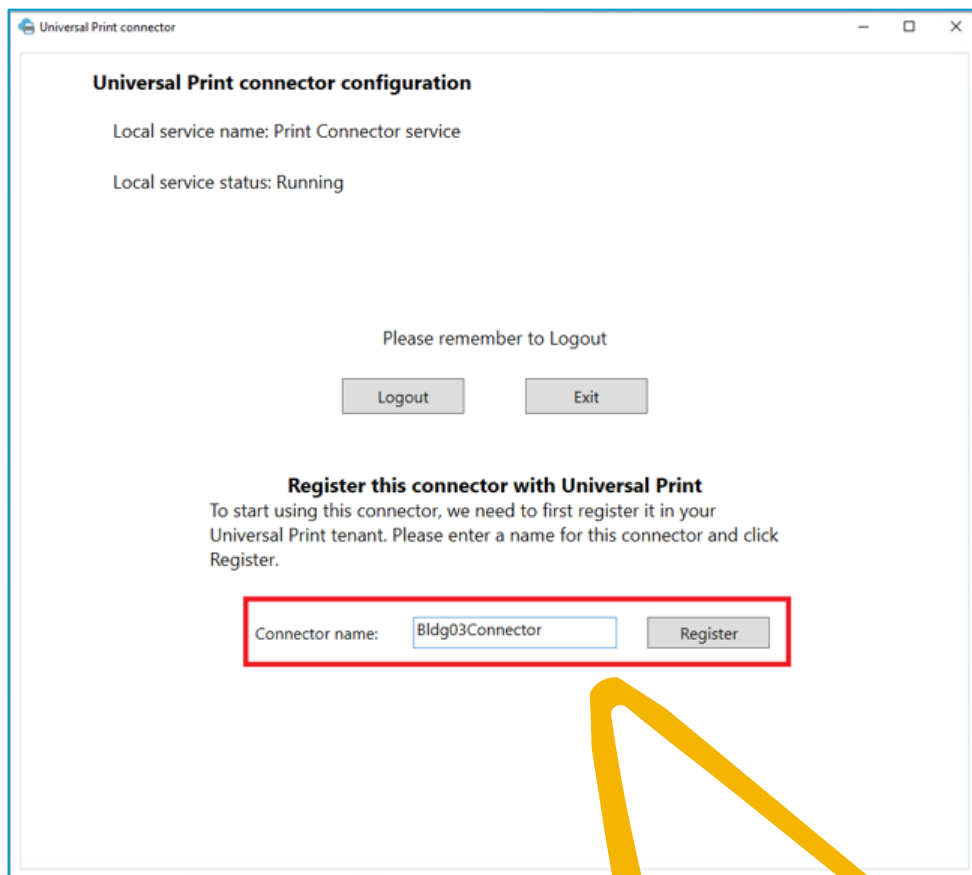 Universal Print connector
Universal Print connector configuration
Local service name: Print Connector service
Local service status: Running
Please remember to Logout
Logout Exit
Register this connector with Universal Print
To start using this connector, we need to first register it in your
Universal Print tenant. Please enter a name for this connector and click
Register.
Connector name: Bldg03Connector Register